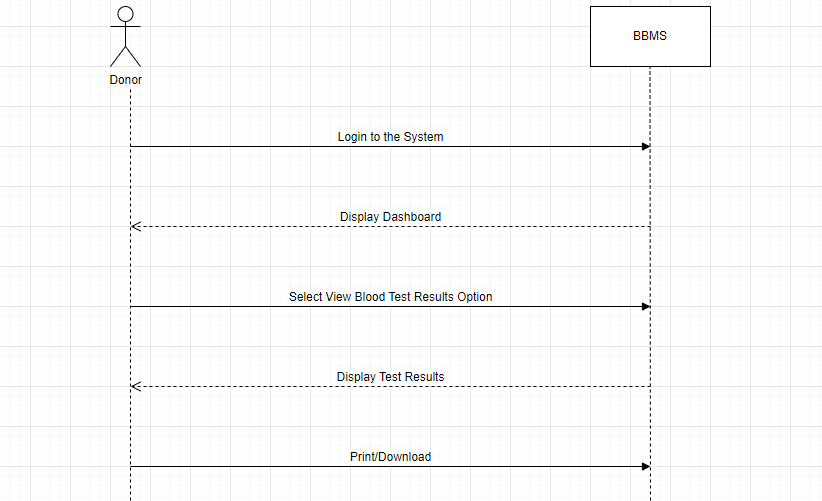 BBMS
Donor
Login to the System
Display Dashboard
Select View Blood Test Results Option
Display Test Results
Print/Download